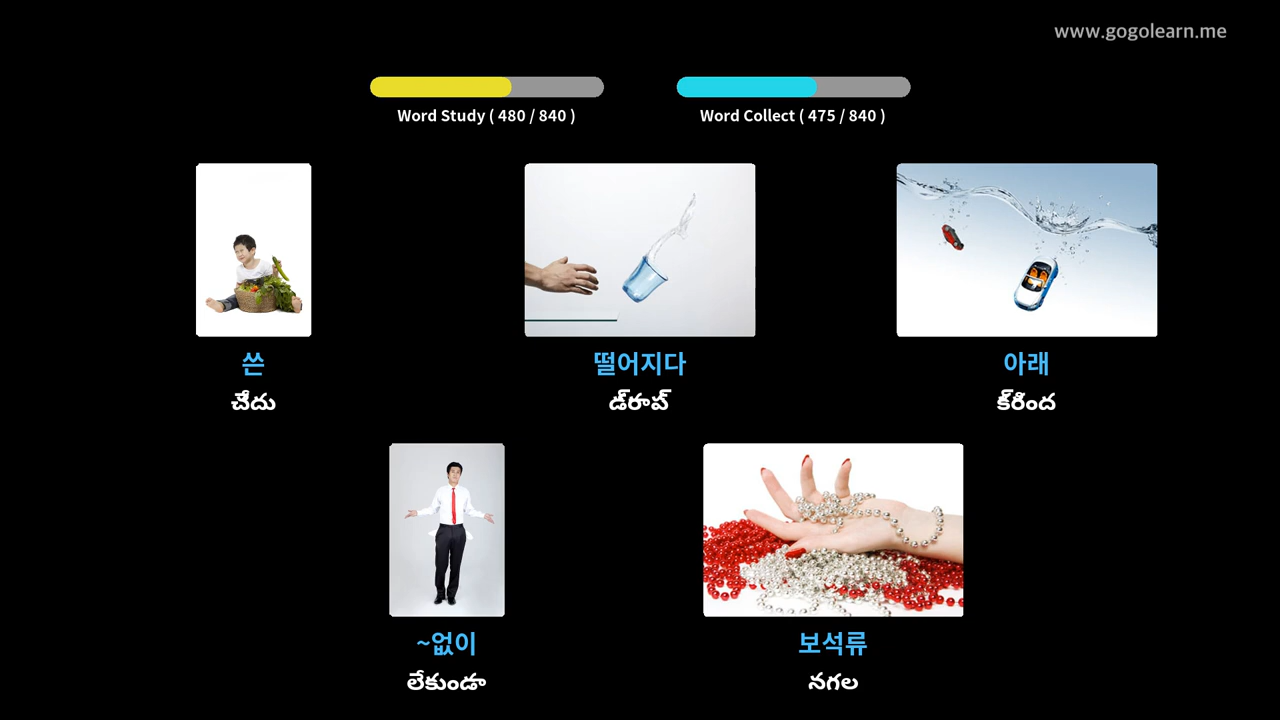 www.gogolearn.me
Word Study ( 480 / 840 )
Word Collect ( 475 / 840 )
쓴
చేదు
떨어지다
డ్‌రాప్
아래
క్‌రింద
~없이
లేకుండా
보석류
నగల